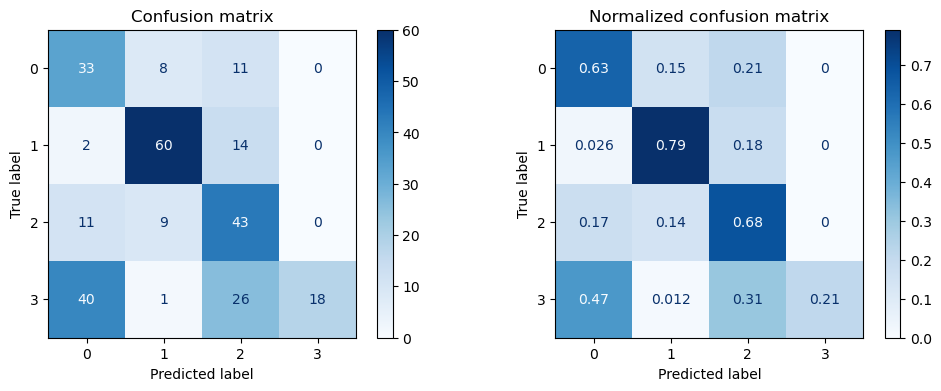 Confusion matrix
0 33 8 11 0
1 2 60 14 0
2 11 9 43 0
3 40 1 26 18
0 1 2 3
True label
Predicted label
60
50
40
30
20
10
0
Normalized confusion matrix
0 0.63 0.15 0.21 0
1 0.026 0.79 0.18 0
2 0.17 0.14 0.68 0
3 0.47 0.012 0.31 0.21
0 1 2 3
True label
Predicted label
0.7
0.6
0.5
0.4
0.3
0.2
0.1
0.0